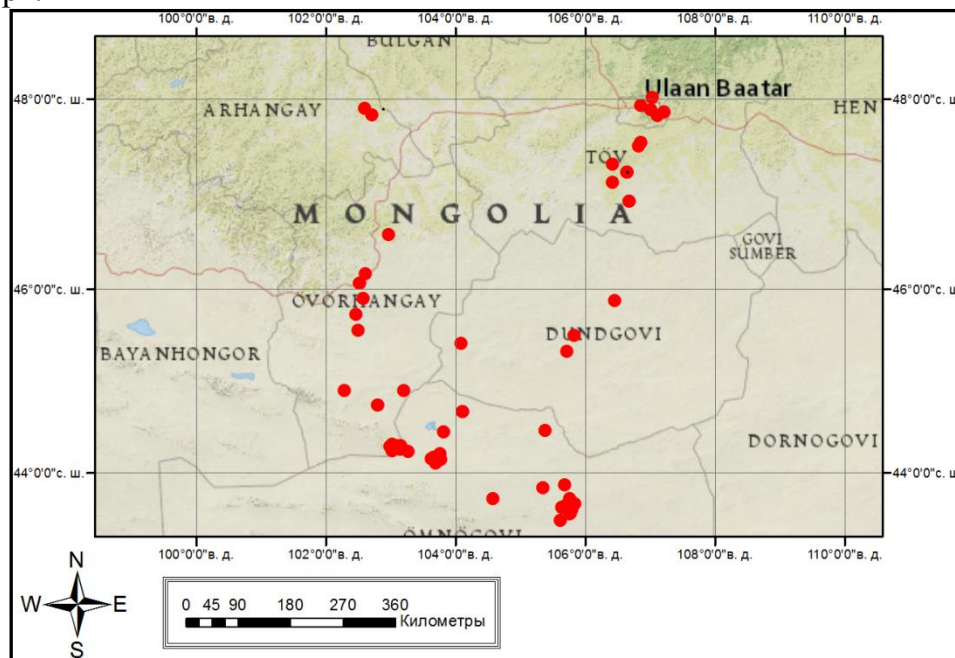 100°0'0"в. д. 102°0'0"в. д. 104°0'0"в. д. 106°0'0"в. д. 108°0'0"в. д. 110°0'0"в. д.
BULGAN
Ulaan Baatar
48°0'0"с. ш. ARHANGAY HEN 48°0'0"с. ш.
TÖV
MONGOLIA
GOVI
SUMBER
46°0'0"с. ш. ÖVÖRHANGAY 46°0'0"с. ш.
DUNDGOVI
BAYANHONGOR
DORNOGOVI
44°0'0"с. ш. 44°0'0"с. ш.
ÖMNÖGOVI
100°0'0"в. д. 102°0'0"в. д. 104°0'0"в. д. 106°0'0"в. д. 108°0'0"в. д. 110°0'0"в. д.
N
W E
S
0 45 90 180 270 360
Километры